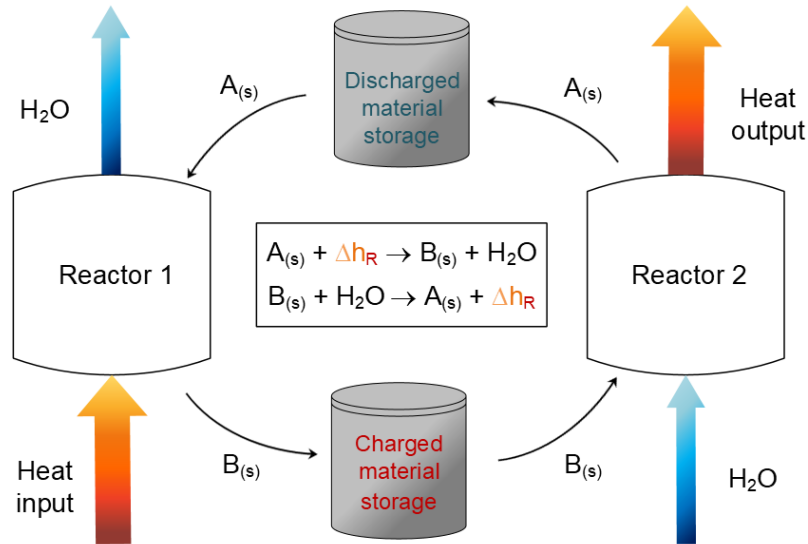 H₂O
A₍s₎
Discharged
material
storage
A₍s₎
Heat
output
Reactor 1
A₍s₎ + Δhᴿ → B₍s₎ + H₂O
B₍s₎ + H₂O → A₍s₎ + Δhᴿ
Reactor 2
Heat
input
B₍s₎
Charged
material
storage
B₍s₎
H₂O